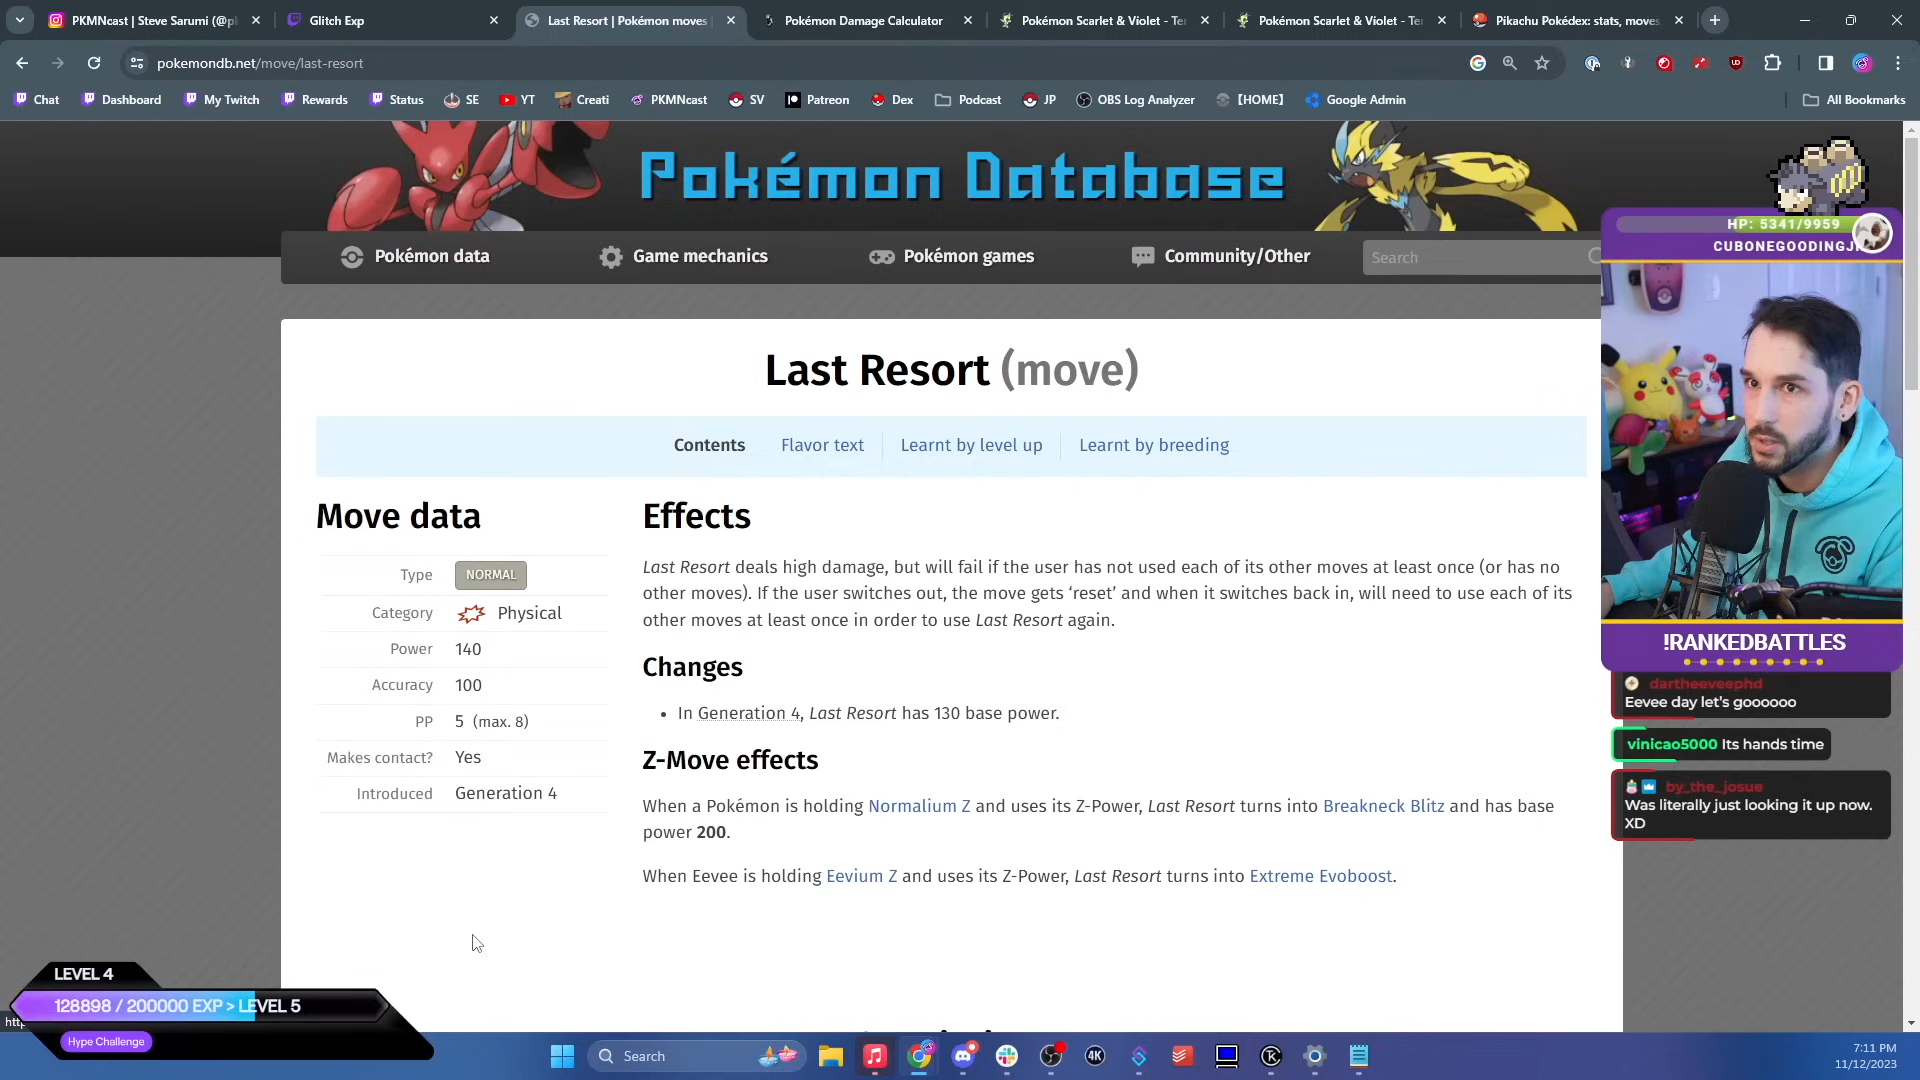 PKMNcast | Steve Sarumi (@pl
Glitch Exp
Last Resort | Pokémon moves
Pokémon Damage Calculator
Pokémon Scarlet & Violet - Ter
Pokémon Scarlet & Violet - Ter
Pikachu Pokédex: stats, moves,
pokemondb.net/move/last-resort
Chat
Dashboard
My Twitch
Rewards
Status
SE
YT
Creati
PKMNcast
SV
Patreon
Dex
Podcast
JP
OBS Log Analyzer
【HOME】
Google Admin
All Bookmarks
Pokémon Database
Pokémon data
Game mechanics
Pokémon games
Community/Other
Search
HP: 5341/9959
CUBONEGOODINGJR
Last Resort (move)
Contents
Flavor text
Learnt by level up
Learnt by breeding
Move data
Type NORMAL
Category Physical
Power 140
Accuracy 100
PP 5 (max. 8)
Makes contact? Yes
Introduced Generation 4
Effects
Last Resort deals high damage, but will fail if the user has not used each of its other moves at least once (or has no
other moves). If the user switches out, the move gets ‘reset’ and when it switches back in, will need to use each of its
other moves at least once in order to use Last Resort again.
Changes
• In Generation 4, Last Resort has 130 base power.
Z-Move effects
When a Pokémon is holding Normalium Z and uses its Z-Power, Last Resort turns into Breakneck Blitz and has base
power 200.
When Eevee is holding Eevium Z and uses its Z-Power, Last Resort turns into Extreme Evoboost.
!RANKEDBATTLES
dartheeveephd
Eevee day let's goooooo
vinicao5000 Its hands time
by_the_josue
Was literally just looking it up now.
XD
LEVEL 4
128898 / 200000 EXP > LEVEL 5
Hype Challenge
Search
4K
7:11 PM
11/12/2023